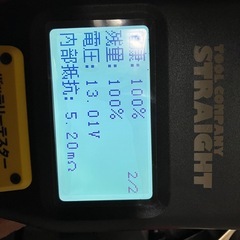 健康: 100%
残量: 100%
電圧: 13.01V
内部抵抗: 5.20mΩ
2/2
TOOL COMPANY
STRAIGHT
バッテリーテスター